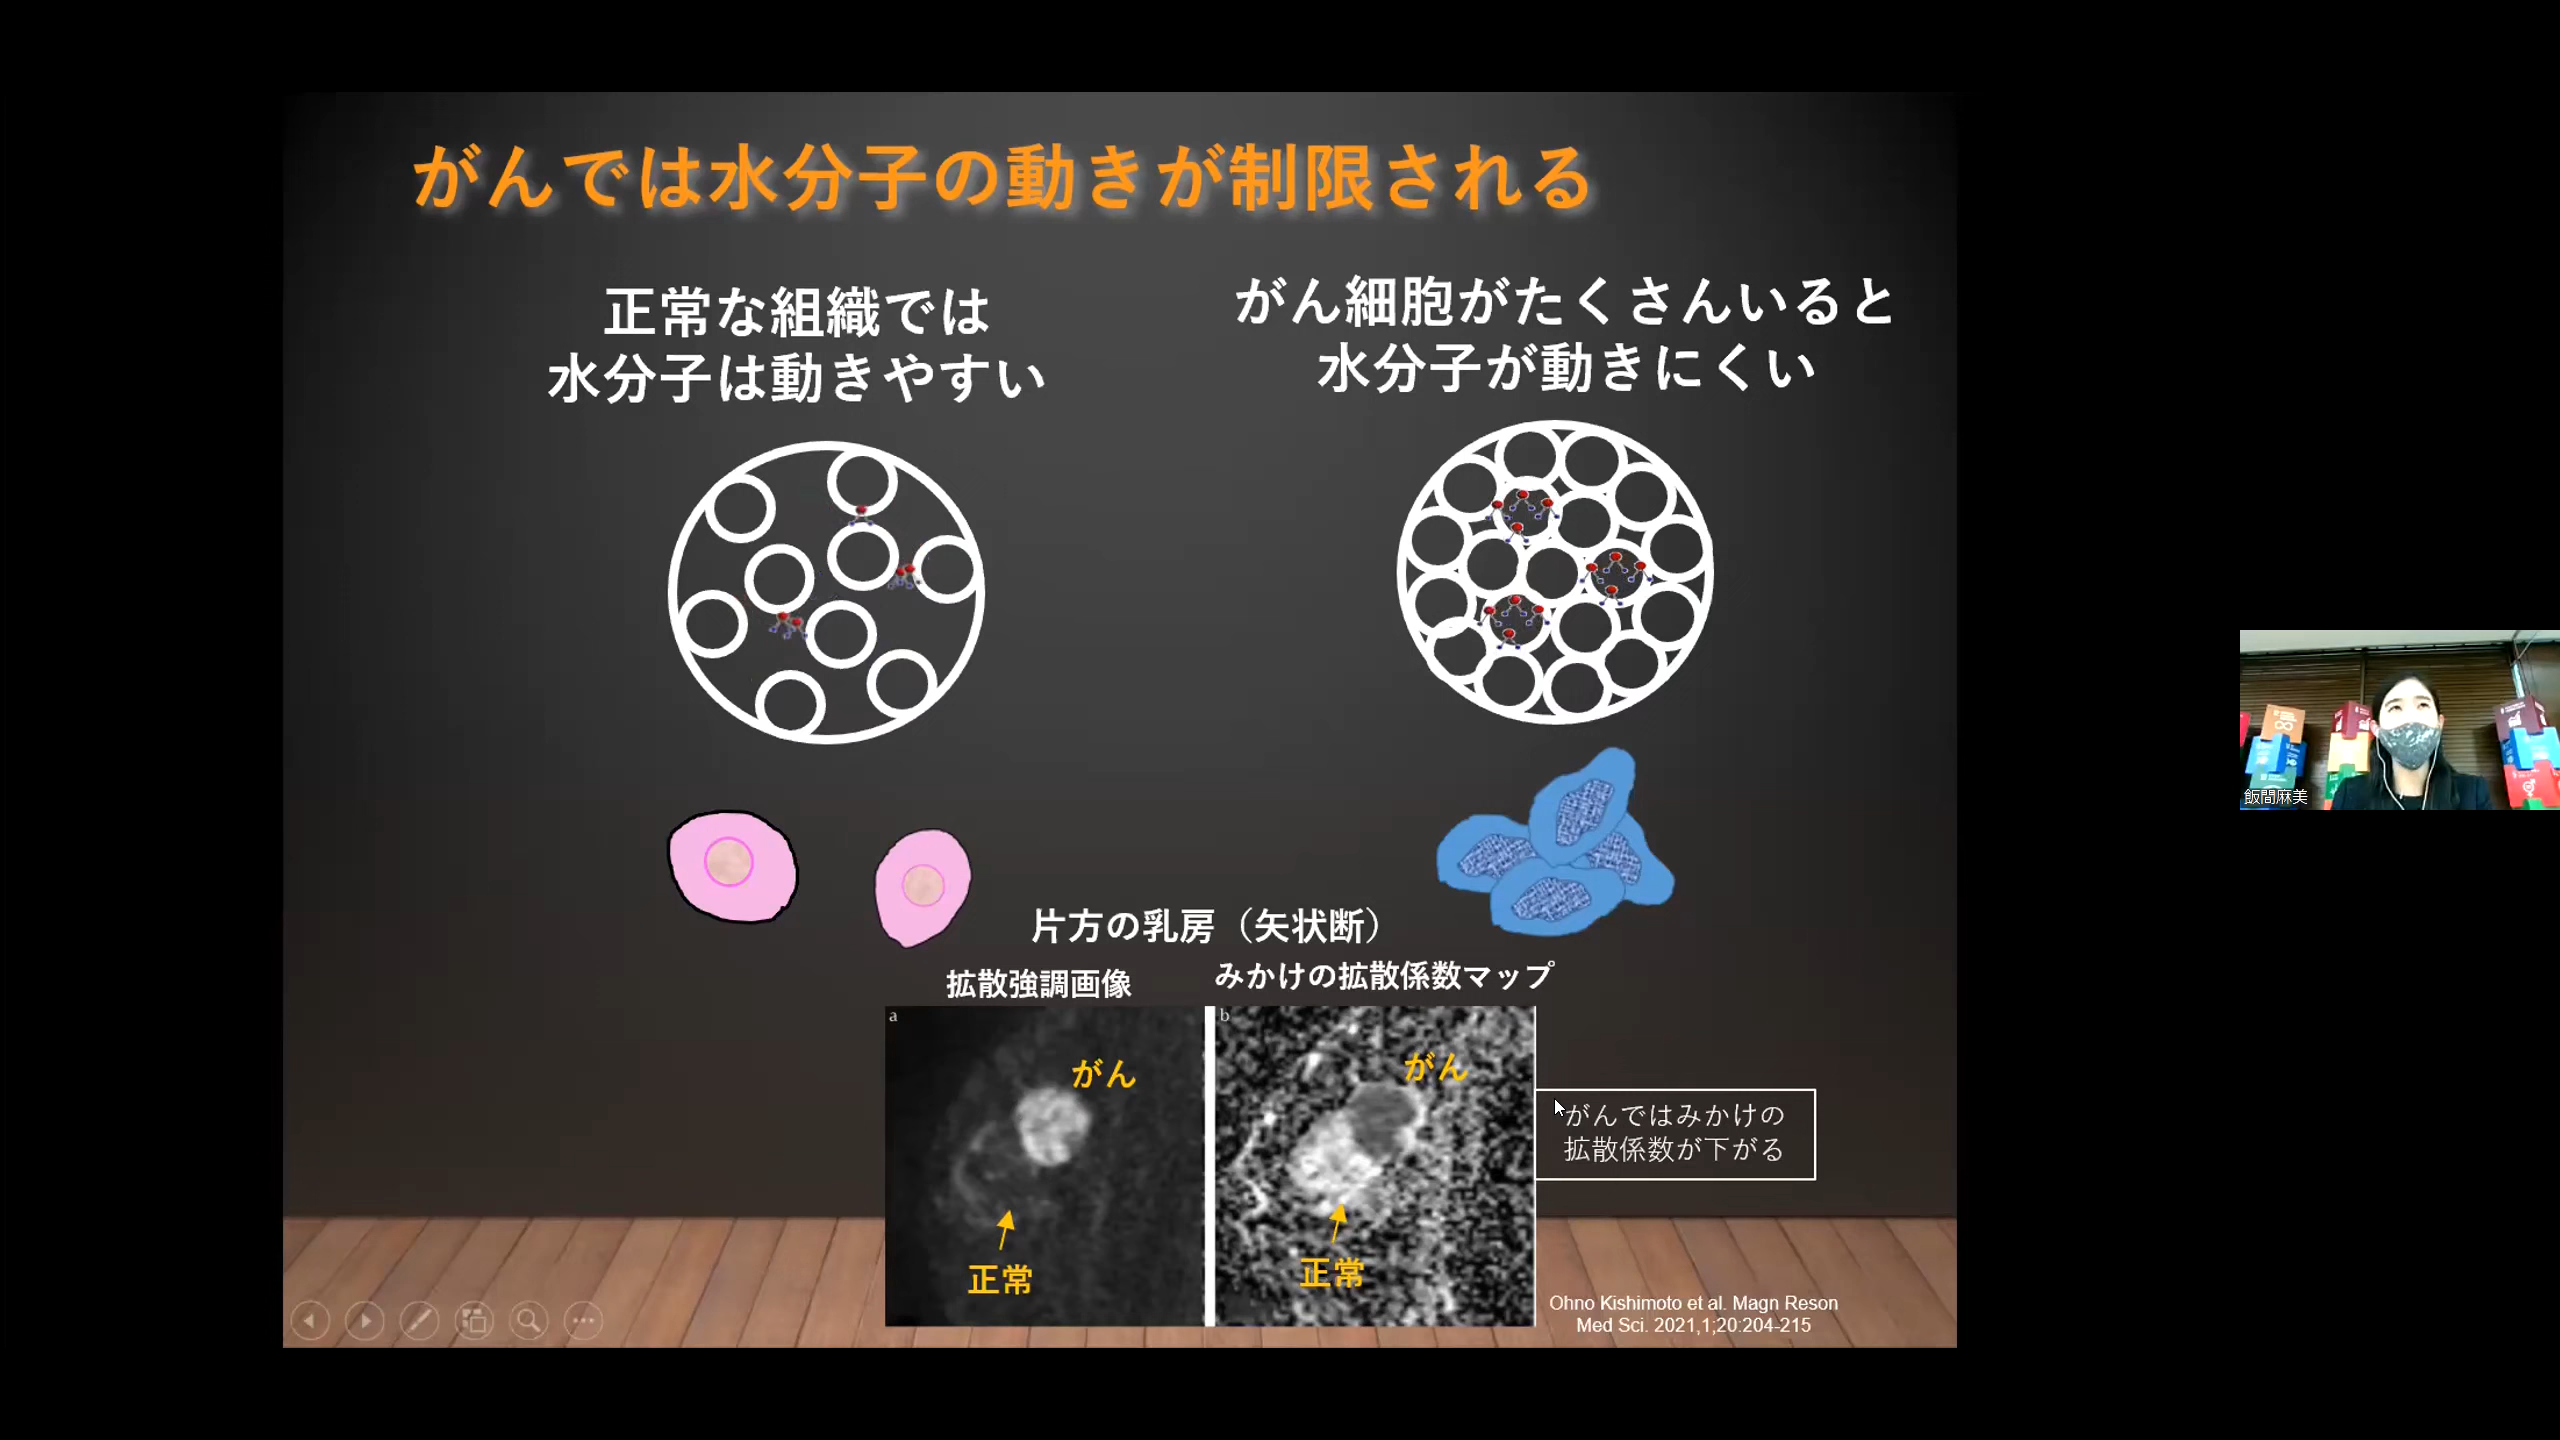 がんでは水分子の動きが制限される
正常な組織では
水分子は動きやすい
がん細胞がたくさんいると
水分子が動きにくい
片方の乳房（矢状断）
拡散強調画像
みかけの拡散係数マップ
a
がん
正常
b
がん
正常
がんではみかけの
拡散係数が下がる
Ohno Kishimoto et al. Magn Reson
Med Sci. 2021,1;20:204-215
飯間麻美